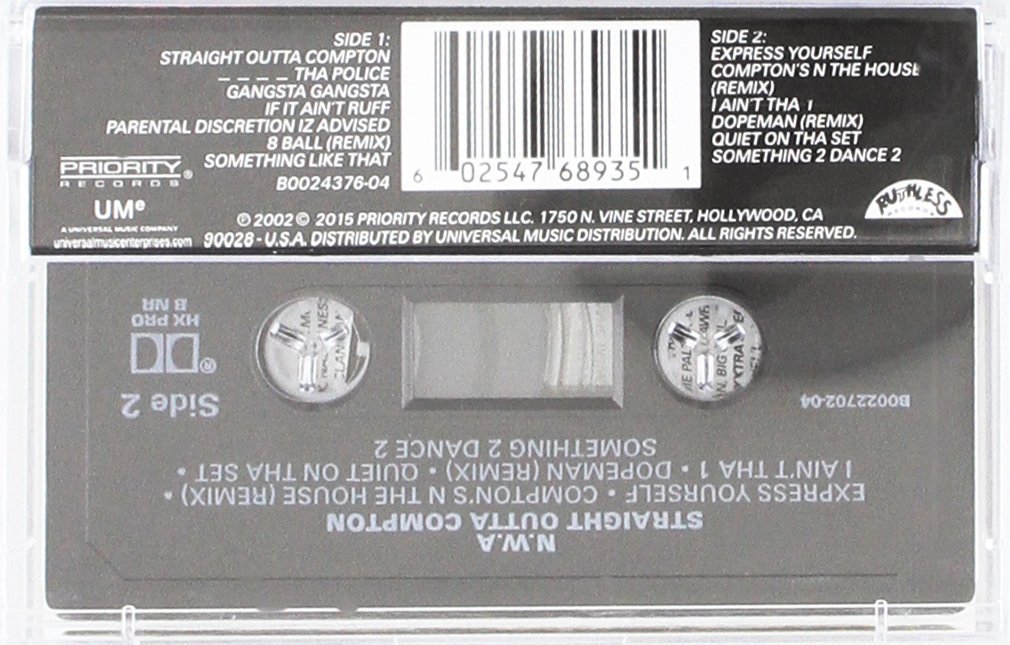 SIDE 1:
STRAIGHT OUTTA COMPTON
_ _ _ _ THA POLICE
GANGSTA GANGSTA
IF IT AIN'T RUFF
PARENTAL DISCRETION IZ ADVISED
8 BALL (REMIX)
SOMETHING LIKE THAT
B0024376-04
PRIORITY®
RECORDS
UMe
A UNIVERSAL MUSIC COMPANY
universalmusicenterprises.com
6 02547 68935 1
SIDE 2:
EXPRESS YOURSELF
COMPTON'S N THE HOUSE
(REMIX)
I AIN'T THA 1
DOPEMAN (REMIX)
QUIET ON THA SET
SOMETHING 2 DANCE 2
RUTHLESS
RECORDS
℗ 2002 © 2015 PRIORITY RECORDS LLC. 1750 N. VINE STREET, HOLLYWOOD, CA
90028 - U.S.A. DISTRIBUTED BY UNIVERSAL MUSIC DISTRIBUTION. ALL RIGHTS RESERVED.
N.W.A
STRAIGHT OUTTA COMPTON
EXPRESS YOURSELF • COMPTON'S N THE HOUSE (REMIX) •
I AIN'T THA 1 • DOPEMAN (REMIX) • QUIET ON THA SET •
SOMETHING 2 DANCE 2
B0022702-04
Side 2
®
HX PRO
B NR